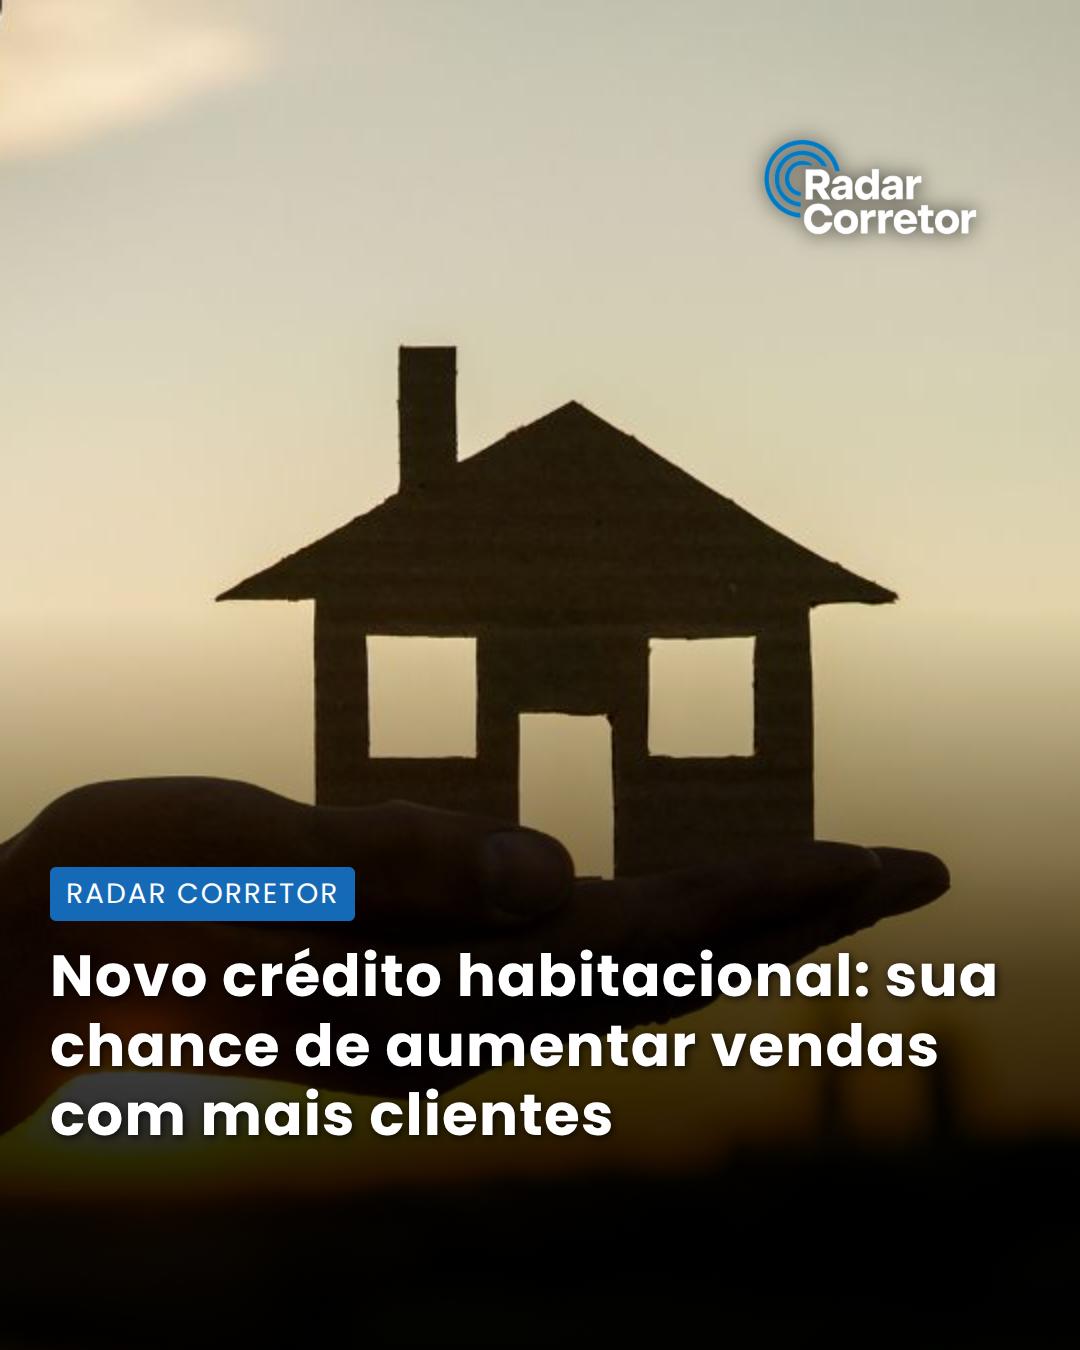 Radar
Corretor
RADAR CORRETOR
Novo crédito habitacional: sua
chance de aumentar vendas
com mais clientes